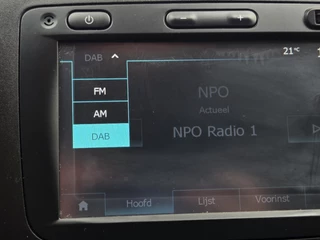 DAB
21°C
FM
AM
DAB
NPO
Actueel
NPO Radio 1
Hoofd Lijst Voorinst